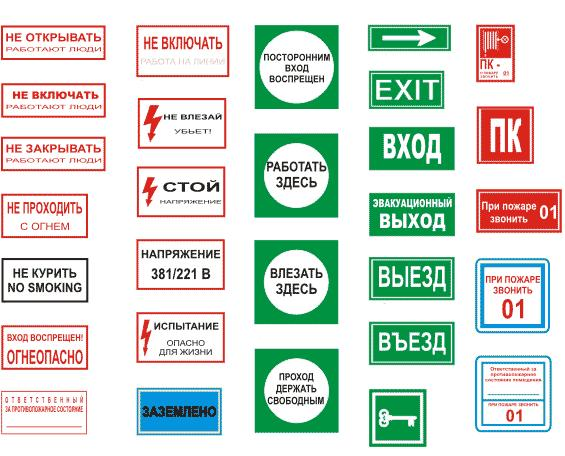 НЕ ОТКРЫВАТЬ
РАБОТАЮТ ЛЮДИ
НЕ ВКЛЮЧАТЬ
РАБОТАЮТ ЛЮДИ
НЕ ЗАКРЫВАТЬ
РАБОТАЮТ ЛЮДИ
НЕ ПРОХОДИТЬ
С ОГНЕМ
НЕ КУРИТЬ
NO SMOKING
ВХОД ВОСПРЕЩЕН!
ОГНЕОПАСНО
ОТВЕТСТВЕННЫЙ
ЗА ПРОТИВОПОЖАРНОЕ СОСТОЯНИЕ
НЕ ВКЛЮЧАТЬ
РАБОТА НА ЛИНИИ
НЕ ВЛЕЗАЙ
УБЬЕТ!
СТОЙ
НАПРЯЖЕНИЕ
НАПРЯЖЕНИЕ
381/221 В
ИСПЫТАНИЕ
ОПАСНО
ДЛЯ ЖИЗНИ
ЗАЗЕМЛЕНО
ПОСТОРОННИМ
ВХОД
ВОСПРЕЩЕН
РАБОТАТЬ
ЗДЕСЬ
ВЛЕЗАТЬ
ЗДЕСЬ
ПРОХОД
ДЕРЖАТЬ
СВОБОДНЫМ
EXIT
ВХОД
ЭВАКУАЦИОННЫЙ
ВЫХОД
ВЫЕЗД
ВЪЕЗД
ПК -
ПРИ ПОЖАРЕ
ЗВОНИТЬ 01
ПК
При пожаре
звонить 01
ПРИ ПОЖАРЕ
ЗВОНИТЬ
01
Ответственный за
противопожарное
состояние помещения
ПРИ ПОЖАРЕ ЗВОНИТЬ
01